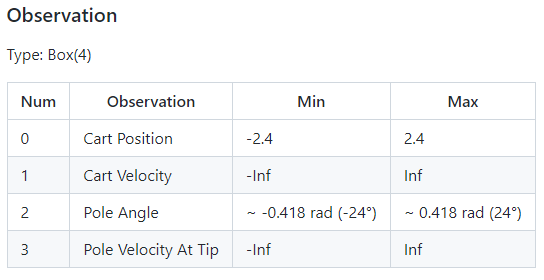 Observation
Type: Box(4)
Num Observation Min Max
0 Cart Position -2.4 2.4
1 Cart Velocity -Inf Inf
2 Pole Angle ~ -0.418 rad (-24°) ~ 0.418 rad (24°)
3 Pole Velocity At Tip -Inf Inf